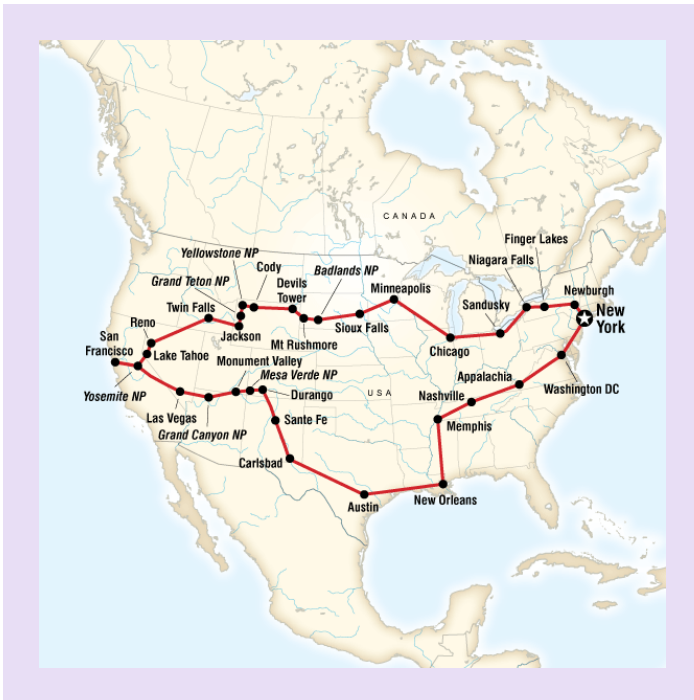 CANADA
Finger Lakes
Niagara Falls
Yellowstone NP
Cody
Badlands NP
Grand Teton NP
Devils
Tower
Minneapolis
Newburgh
Twin Falls
Sandusky
New
York
Reno
Jackson
Sioux Falls
San
Francisco
Mt Rushmore
Lake Tahoe
Chicago
Monument Valley
Mesa Verde NP
Appalachia
Washington DC
Yosemite NP
Durango
USA
Nashville
Las Vegas
Sante Fe
Memphis
Grand Canyon NP
Carlsbad
New Orleans
Austin